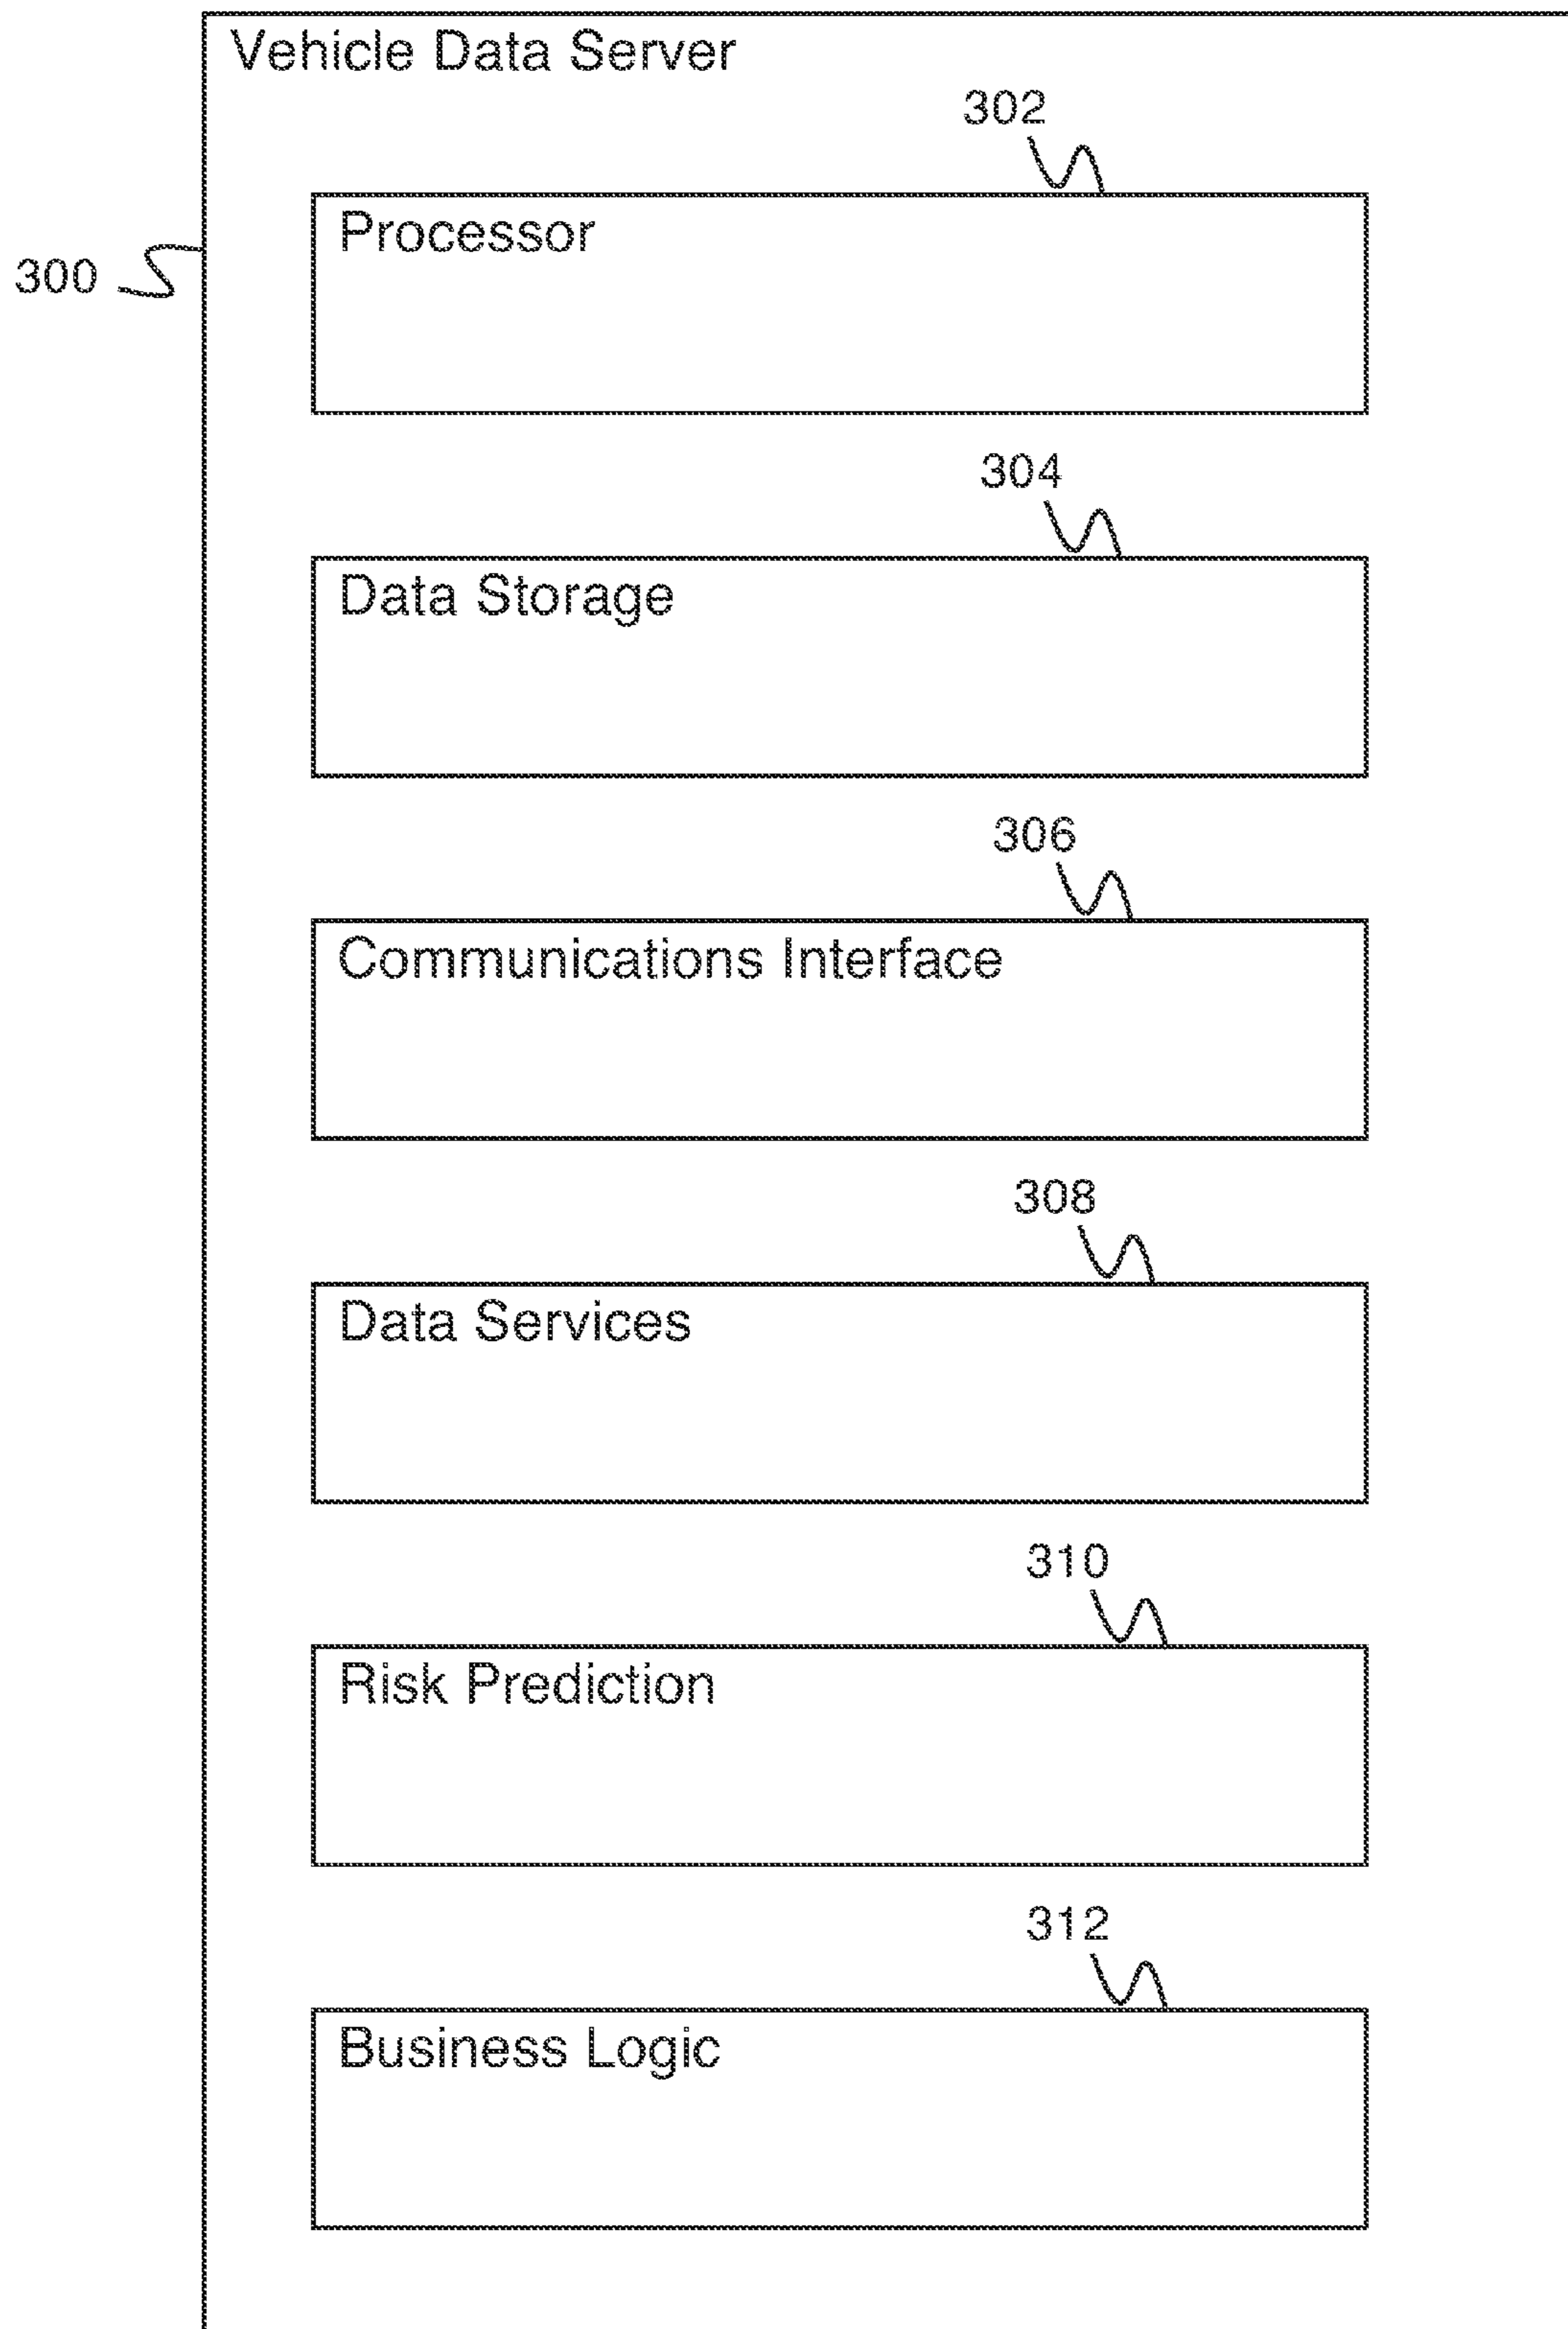 Vehicle Data Server
302
Processor
300
304
Data Storage
306
Communications Interface
308
Data Services
310
Risk Prediction
312
Business Logic